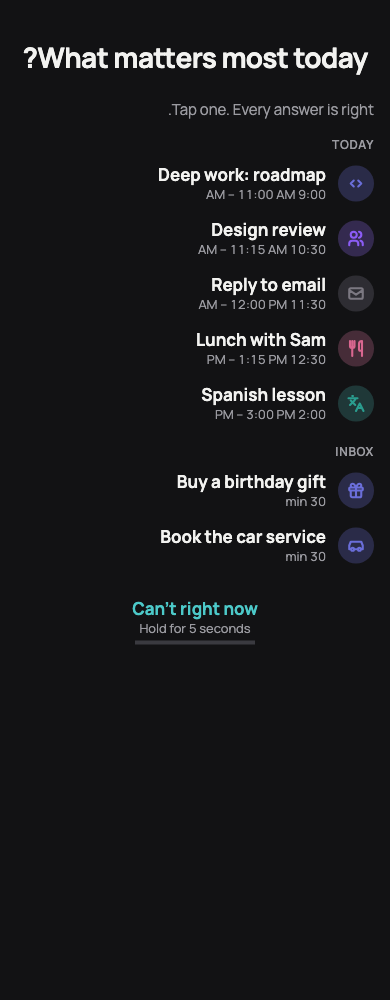 ?What matters most today
.Tap one. Every answer is right
TODAY
Deep work: roadmap
AM – 11:00 AM 9:00
Design review
AM – 11:15 AM 10:30
Reply to email
AM – 12:00 PM 11:30
Lunch with Sam
PM – 1:15 PM 12:30
Spanish lesson
PM – 3:00 PM 2:00
INBOX
Buy a birthday gift
min 30
Book the car service
min 30
Can't right now
Hold for 5 seconds